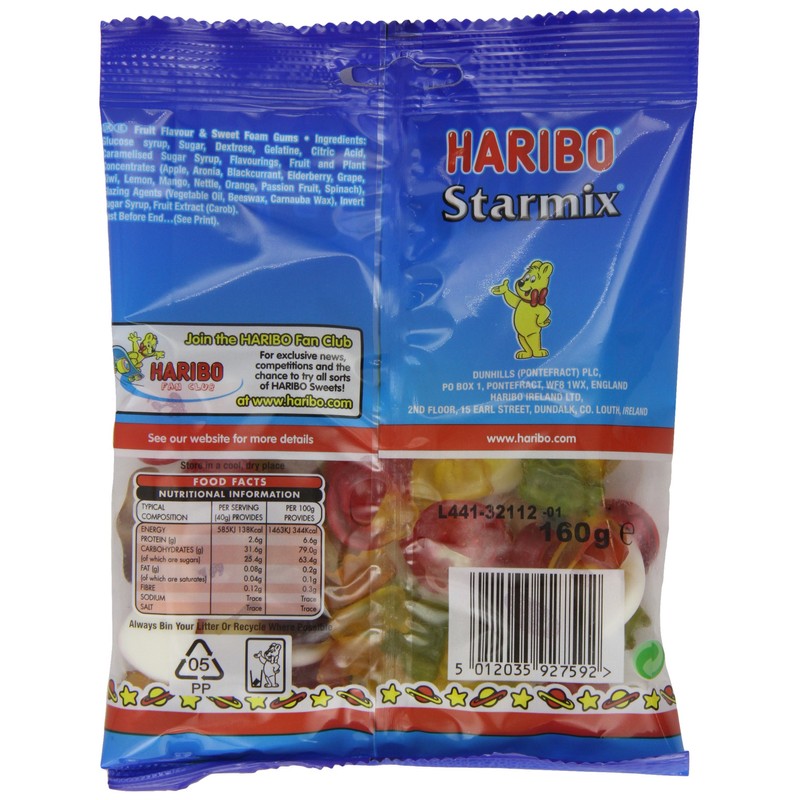 Fruit Flavour & Sweet Foam Gums • Ingredients:
Glucose syrup, Sugar, Dextrose, Gelatine, Citric Acid,
Caramelised Sugar Syrup, Flavourings, Fruit and Plant
Concentrates (Apple, Aronia, Blackcurrant, Elderberry, Grape,
Kiwi, Lemon, Mango, Nettle, Orange, Passion Fruit, Spinach),
Glazing Agents (Vegetable Oil, Beeswax, Carnauba Wax), Invert
Sugar Syrup, Fruit Extract (Carob).
Best Before End...(See Print).
HARIBO®
Starmix®
Join the HARIBO Fan Club
For exclusive news,
competitions and the
chance to try all sorts
of HARIBO Sweets!
at www.haribo.com
HARIBO
FAN CLUB
DUNHILLS (PONTEFRACT) PLC,
PO BOX 1, PONTEFRACT, WF8 1WX, ENGLAND
HARIBO IRELAND LTD,
2ND FLOOR, 15 EARL STREET, DUNDALK, CO. LOUTH, IRELAND
See our website for more details
www.haribo.com
Store in a cool, dry place
FOOD FACTS
NUTRITIONAL INFORMATION
TYPICAL COMPOSITION PER SERVING (40g) PROVIDES PER 100g PROVIDES
ENERGY 585KJ 138Kcal 1463KJ 344Kcal
PROTEIN (g) 2.6g 6.6g
CARBOHYDRATES (g) 31.6g 79.0g
(of which are sugars) 25.4g 63.4g
FAT (g) 0.08g 0.2g
(of which are saturates) 0.04g 0.1g
FIBRE 0.12g 0.3g
SODIUM Trace Trace
SALT Trace Trace
Always Bin Your Litter Or Recycle Where Possible
05
PP
L441-32112 -01
160g e
5 012035 927592 >